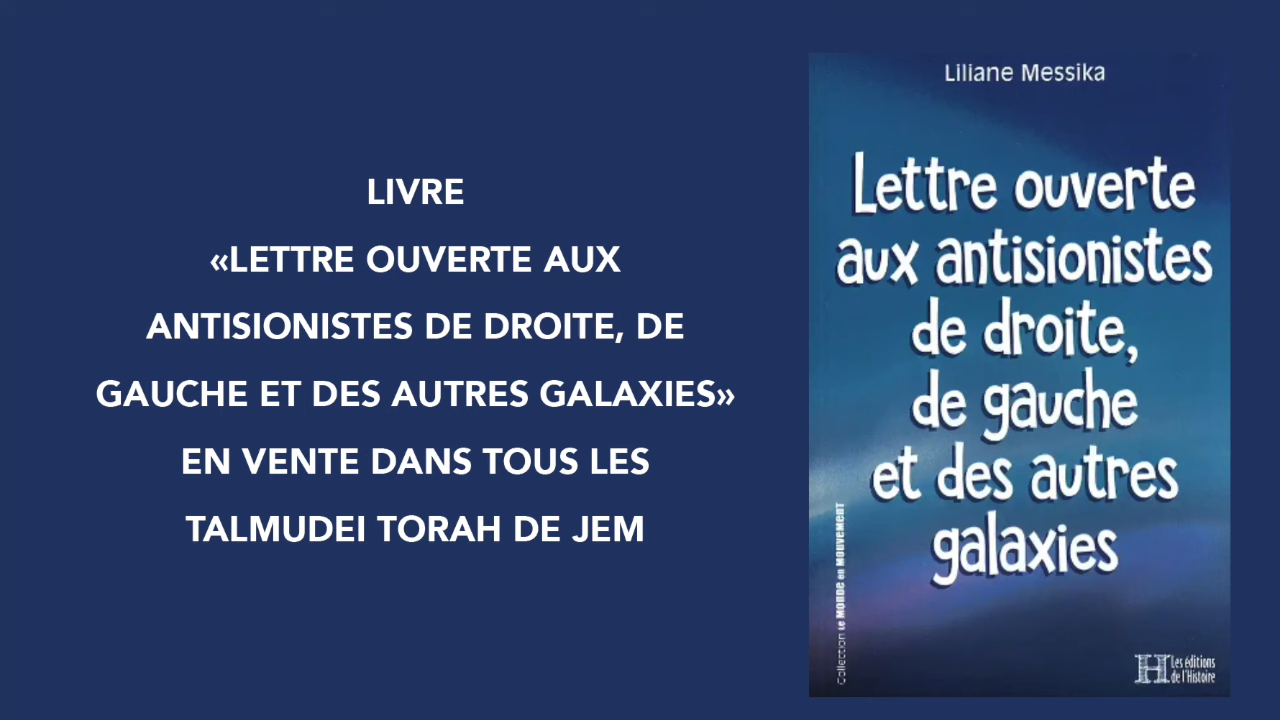 LIVRE
«LETTRE OUVERTE AUX
ANTISIONISTES DE DROITE, DE
GAUCHE ET DES AUTRES GALAXIES»
EN VENTE DANS TOUS LES
TALMUDEI TORAH DE JEM
Liliane Messika
Lettre ouverte
aux antisionistes
de droite,
de gauche
et des autres
galaxies
Collection Le MONDE en MOUVEMENT
H Les éditions
de l'Histoire